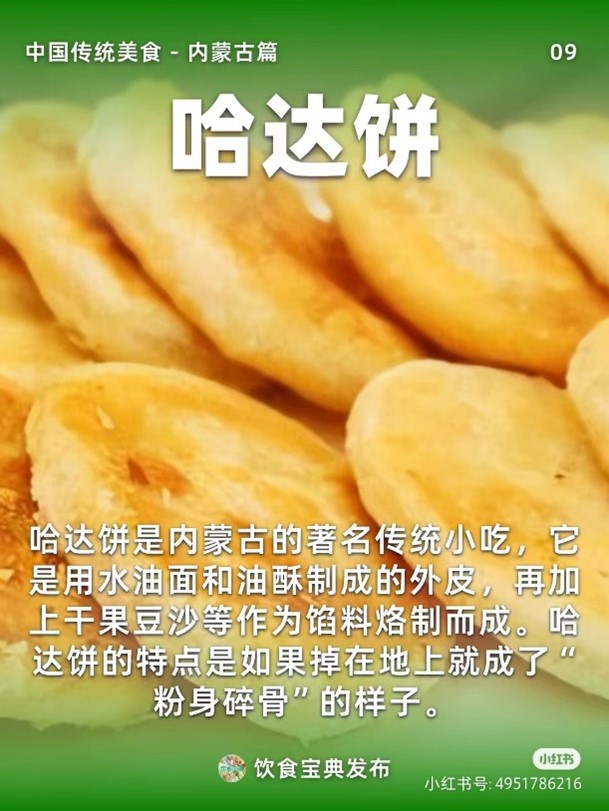 中国传统美食 - 内蒙古篇
09
哈达饼
哈达饼是内蒙古的著名传统小吃，它
是用水油面和油酥制成的外皮，再加
上干果豆沙等作为馅料烙制而成。哈
达饼的特点是如果掉在地上就成了“
粉身碎骨”的样子。
饮食宝典发布
小红书
小红书号: 4951786216